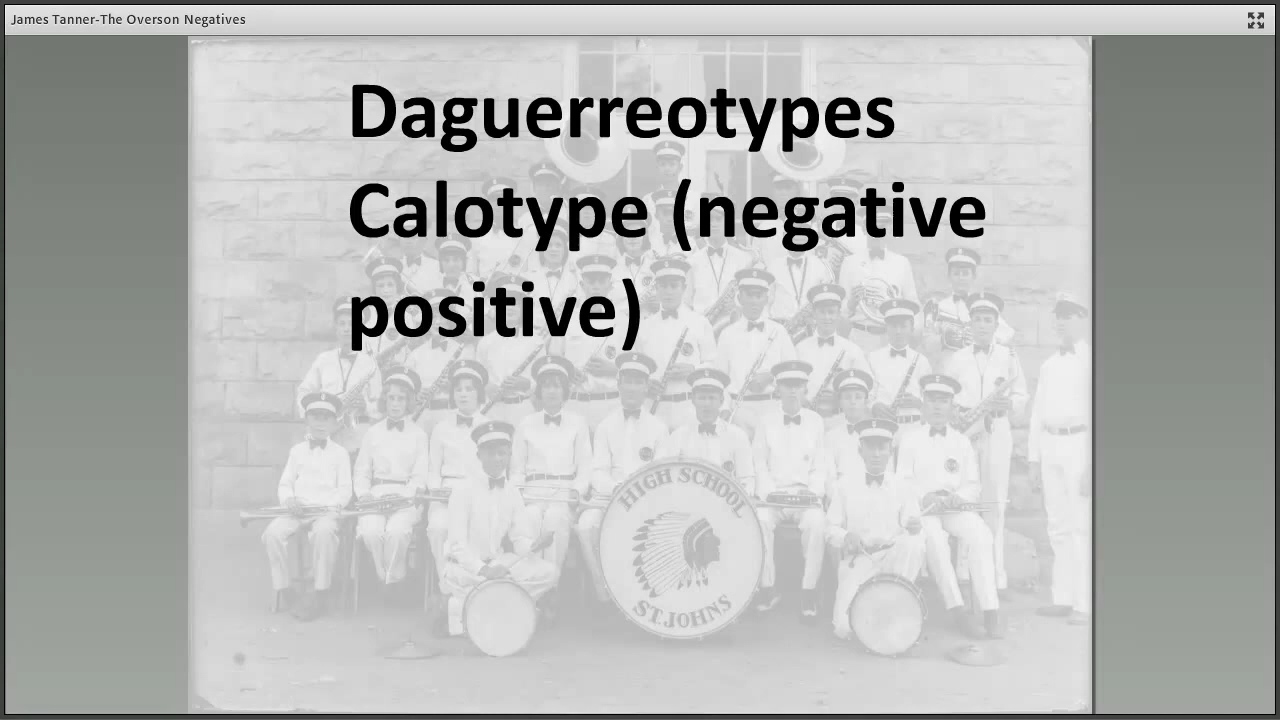 James Tanner-The Overson Negatives
Daguerreotypes
Calotype (negative
positive)
HIGH SCHOOL
ST. JOHNS